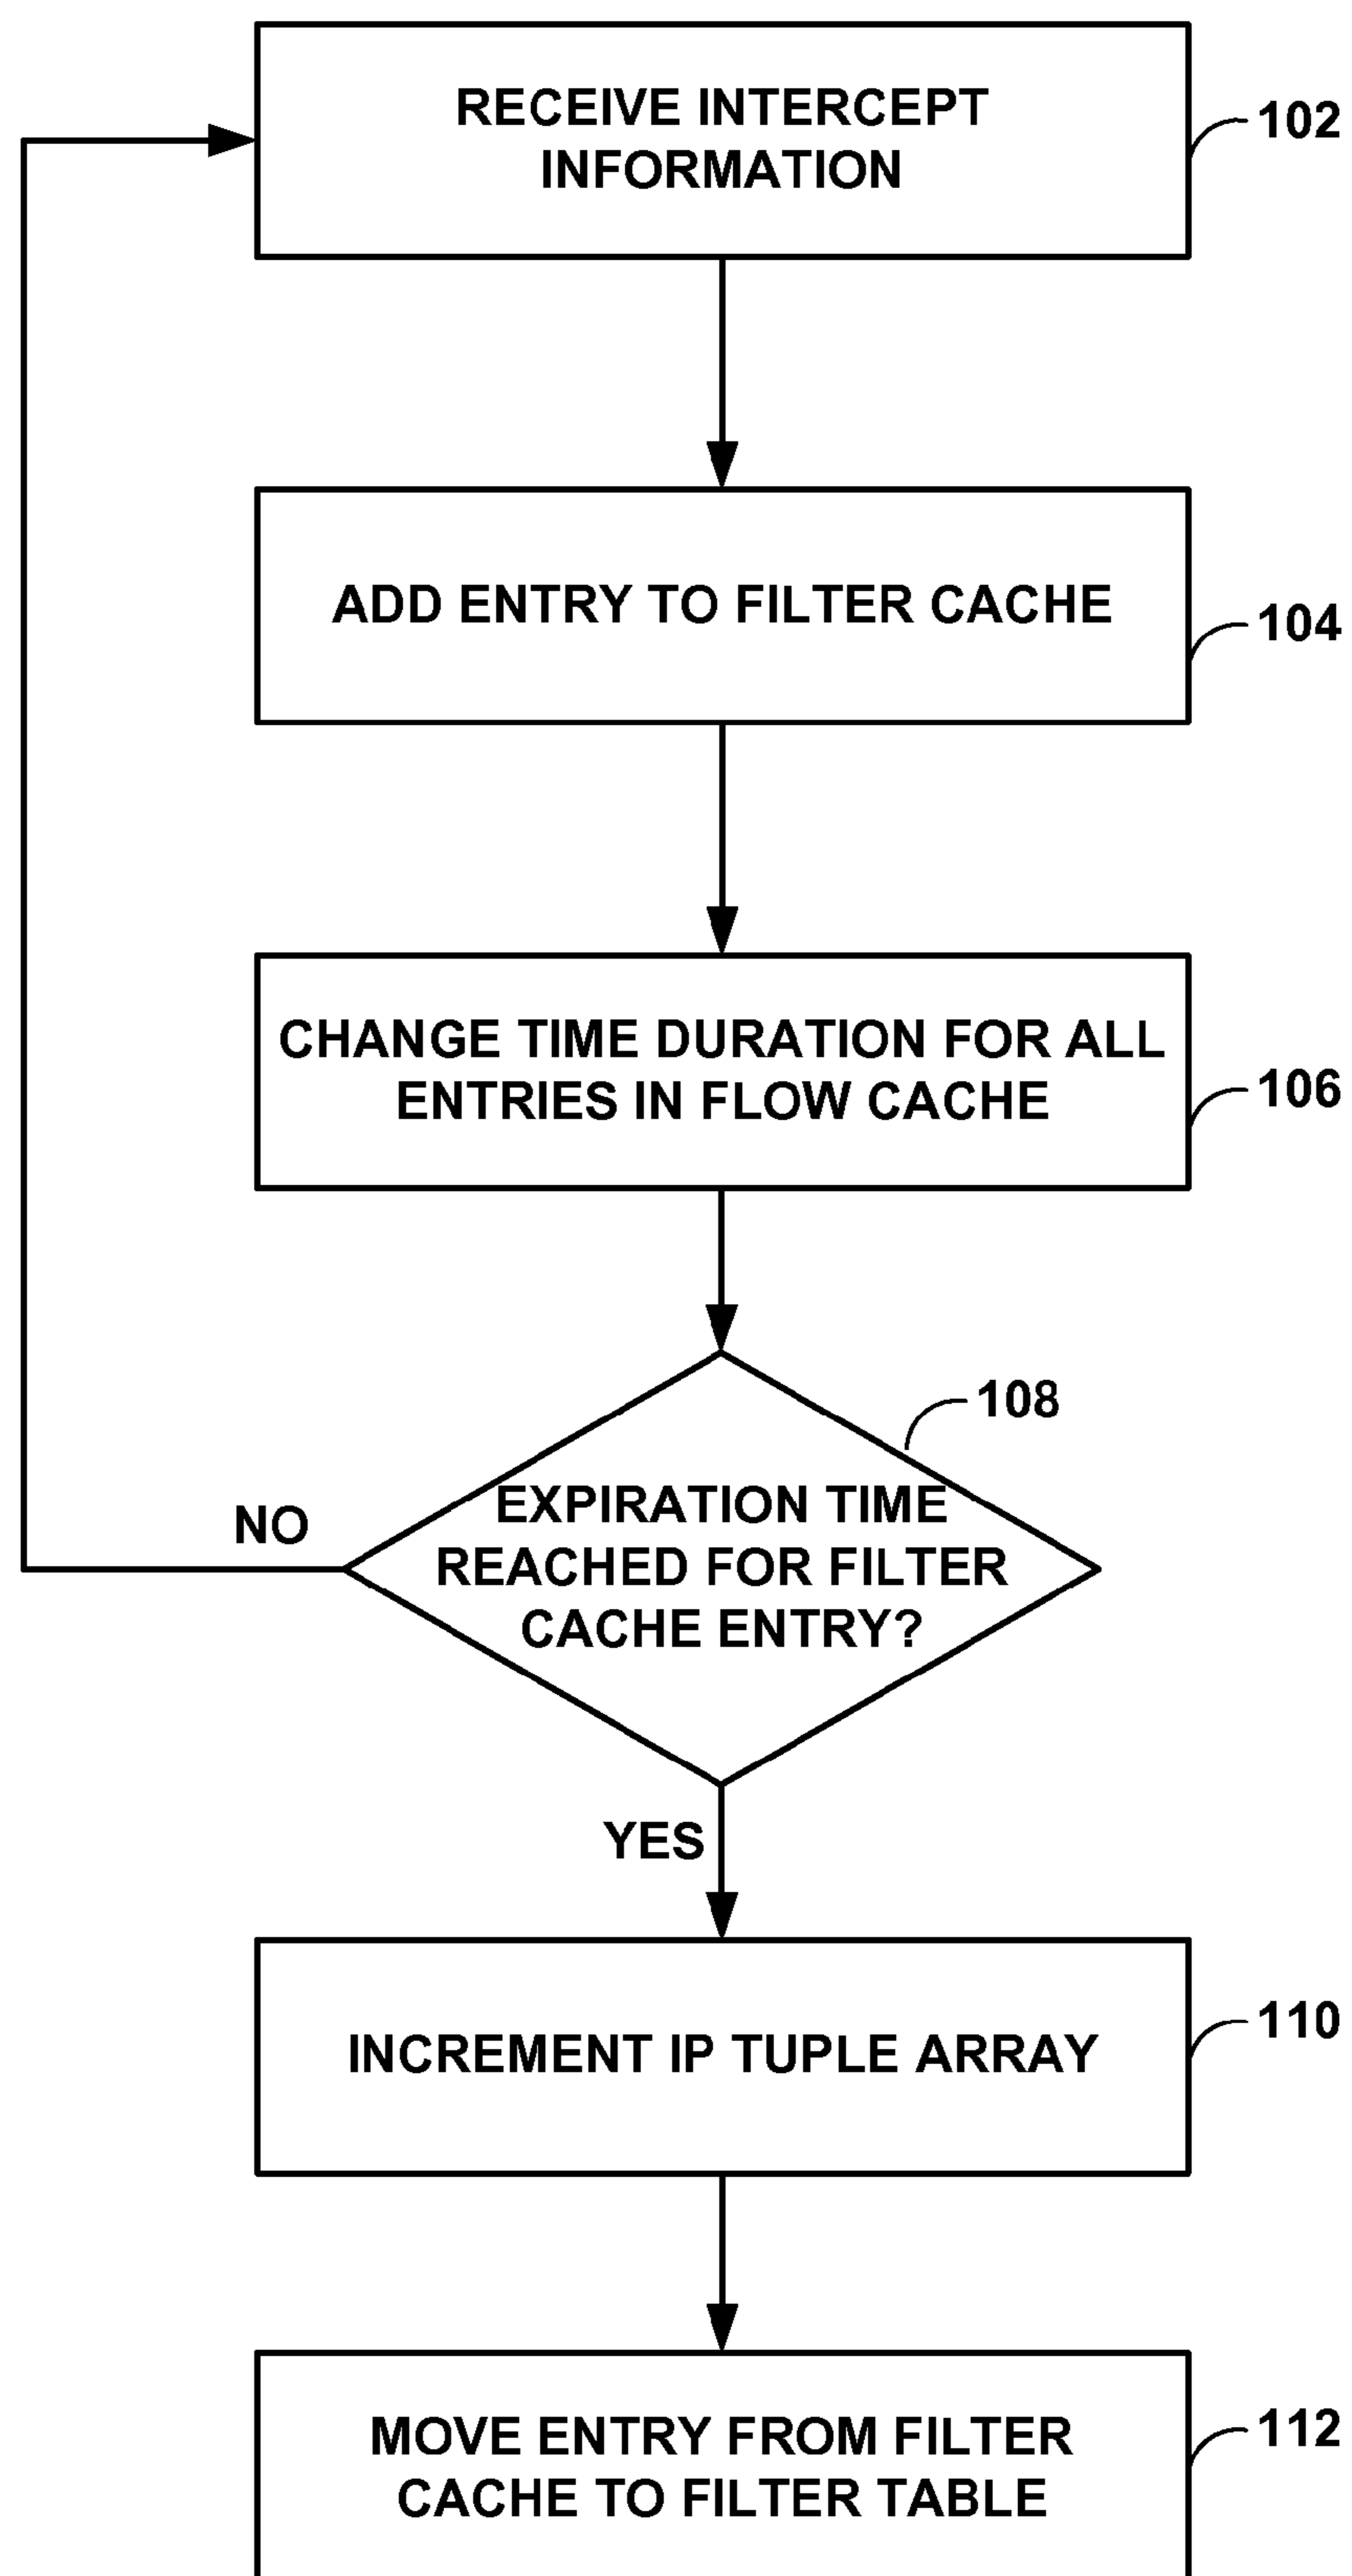 RECEIVE INTERCEPT
INFORMATION
102
ADD ENTRY TO FILTER CACHE
104
CHANGE TIME DURATION FOR ALL
ENTRIES IN FLOW CACHE
106
108
EXPIRATION TIME
REACHED FOR FILTER
CACHE ENTRY?
NO
YES
INCREMENT IP TUPLE ARRAY
110
MOVE ENTRY FROM FILTER
CACHE TO FILTER TABLE
112